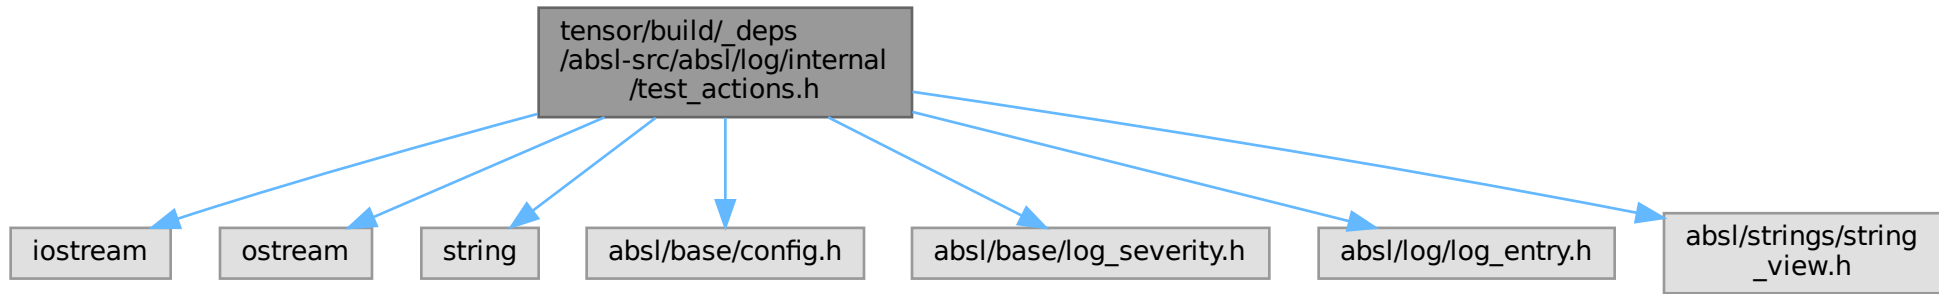 tensor/build/_deps
/absl-src/absl/log/internal
/test_actions.h
iostream
ostream
string
absl/base/config.h
absl/base/log_severity.h
absl/log/log_entry.h
absl/strings/string
_view.h